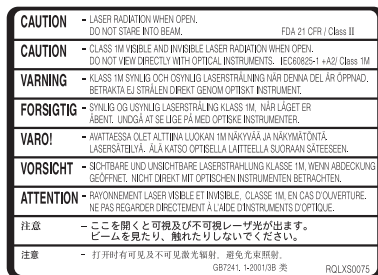 CAUTION - LASER RADIATION WHEN OPEN.
DO NOT STARE INTO BEAM. FDA 21 CFR / Class II
CAUTION - CLASS 1M VISIBLE AND INVISIBLE LASER RADIATION WHEN OPEN.
DO NOT VIEW DIRECTLY WITH OPTICAL INSTRUMENTS. IEC60825-1 +A2/ Class 1M
VARNING - KLASS 1M SYNLIG OCH OSYNLIG LASERSTRÅLNING NÄR DENNA DEL ÄR ÖPPNAD.
BETRAKTA EJ STRÅLEN DIREKT GENOM OPTISKT INSTRUMENT.
FORSIGTIG - SYNLIG OG USYNLIG LASERSTRÅLING KLASS 1M, NÅR LÅGET ER
ÅBENT. UNDGÅ AT SE LIGE PÅ MED OPTISKE INSTRUMENTER.
VARO! - AVATTAESSA OLET ALTTIINA LUOKAN 1M NÄKYVÄÄ JA NÄKYMÄTÖNTÄ
LASERSÄTEILYÄ. ÄLÄ KATSO OPTISELLA LAITTEELLA SUORAAN SÄTEESEEN.
VORSICHT - SICHTBARE UND UNSICHTBARE LASERSTRAHLUNG KLASSE 1M, WENN ABDECKUNG
GEÖFFNET. NICHT DIREKT MIT OPTISCHEN INSTRUMENTEN BETRACHTEN.
ATTENTION - RAYONNEMENT LASER VISIBLE ET INVISIBLE, CLASSE 1M, EN CAS D'OUVERTURE.
NE PAS REGARDER DIRECTEMENT À L'AIDE D'INSTRUMENTS D'OPTIQUE.
注意 - ここを開くと可視及び不可視レーザ光が出ます。
ビームを見たり、触れたりしないでください。
注意 - 打开时有可见及不可见激光辐射, 避免光束照射.
GB7241. 1-2001/3B 类 RQLXS0075